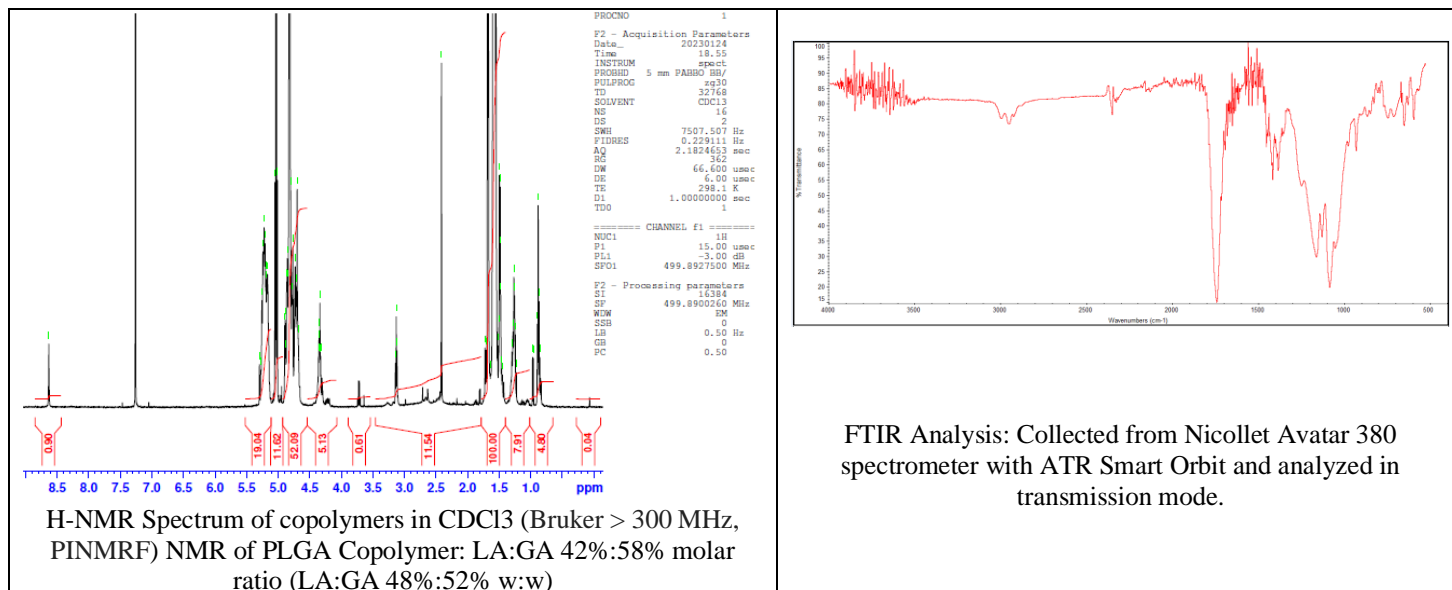 PROCNO 1
F2 - Acquisition Parameters
Date_ 20230124
Time 18.55
INSTRUM spect
PROBHD 5 mm PABBO BB/
PULPROG zg30
TD 32768
SOLVENT CDCl3
NS 16
DS 2
SWH 7507.507 Hz
FIDRES 0.229111 Hz
AQ 2.1824653 sec
RG 362
DW 66.600 usec
DE 6.00 usec
TE 298.1 K
D1 1.00000000 sec
TD0 1
======== CHANNEL f1 ========
NUC1 1H
P1 15.00 usec
PL1 -3.00 dB
SFO1 499.8927500 MHz
F2 - Processing parameters
SI 16384
SF 499.8900260 MHz
WDW EM
SSB 0
LB 0.50 Hz
GB 0
PC 0.50
0.90 19.04 11.62 52.09 5.13 0.61 11.54 100.00 7.91 4.80 0.04
8.5 8.0 7.5 7.0 6.5 6.0 5.5 5.0 4.5 4.0 3.5 3.0 2.5 2.0 1.5 1.0 ppm
H-NMR Spectrum of copolymers in CDCl3 (Bruker > 300 MHz,
PINMRF) NMR of PLGA Copolymer: LA:GA 42%:58% molar
ratio (LA:GA 48%:52% w:w)
100
95
90
85
80
75
70
65
60
55
50
45
40
35
30
25
20
15
% Transmittance
4000 3500 3000 2500 2000 1500 1000 500
Wavenumbers (cm-1)
FTIR Analysis: Collected from Nicollet Avatar 380
spectrometer with ATR Smart Orbit and analyzed in
transmission mode.